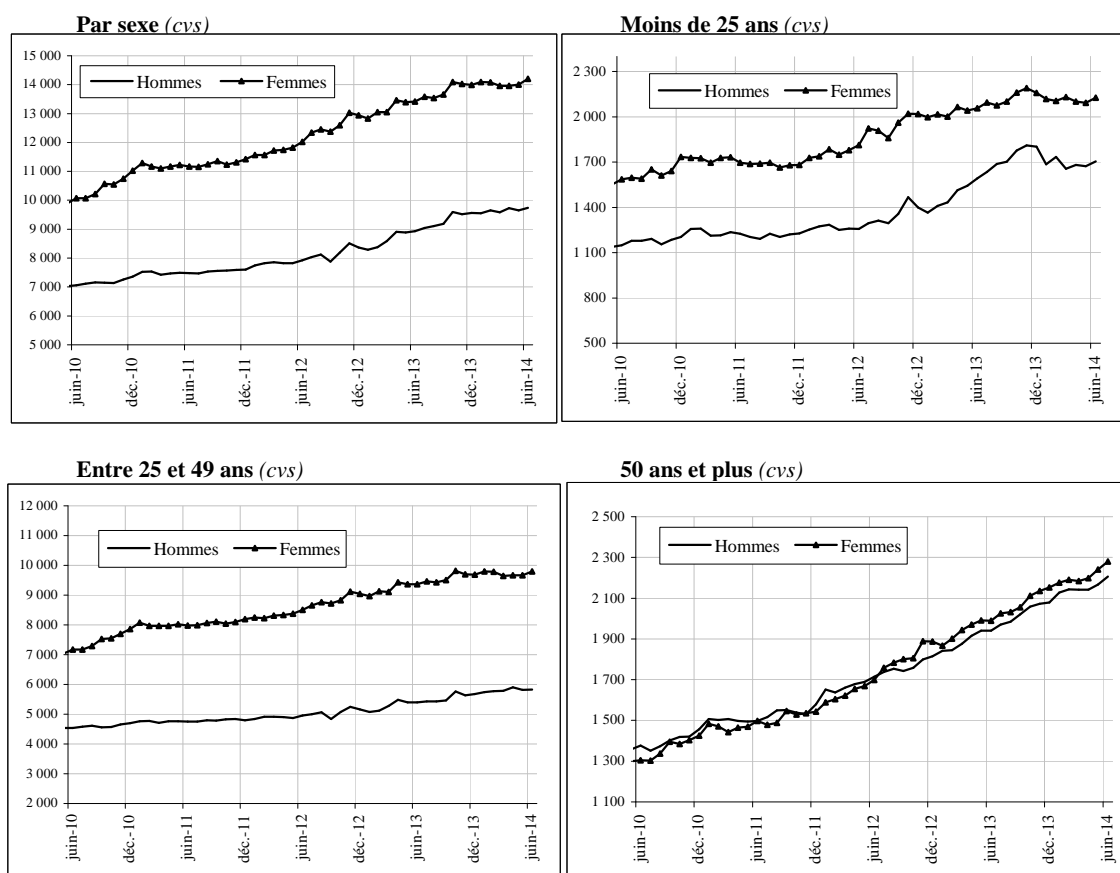 Par sexe (cvs)
15 000
14 000
13 000
12 000
11 000
10 000
9 000
8 000
7 000
6 000
5 000
Hommes Femmes
juin-10
déc.-10
juin-11
déc.-11
juin-12
déc.-12
juin-13
déc.-13
juin-14
Moins de 25 ans (cvs)
2 300
2 000
1 700
1 400
1 100
800
500
Hommes Femmes
juin-10
déc.-10
juin-11
déc.-11
juin-12
déc.-12
juin-13
déc.-13
juin-14
Entre 25 et 49 ans (cvs)
12 000
11 000
10 000
9 000
8 000
7 000
6 000
5 000
4 000
3 000
2 000
Hommes Femmes
juin-10
déc.-10
juin-11
déc.-11
juin-12
déc.-12
juin-13
déc.-13
juin-14
50 ans et plus (cvs)
2 500
2 300
2 100
1 900
1 700
1 500
1 300
1 100
Hommes Femmes
juin-10
déc.-10
juin-11
déc.-11
juin-12
déc.-12
juin-13
déc.-13
juin-14